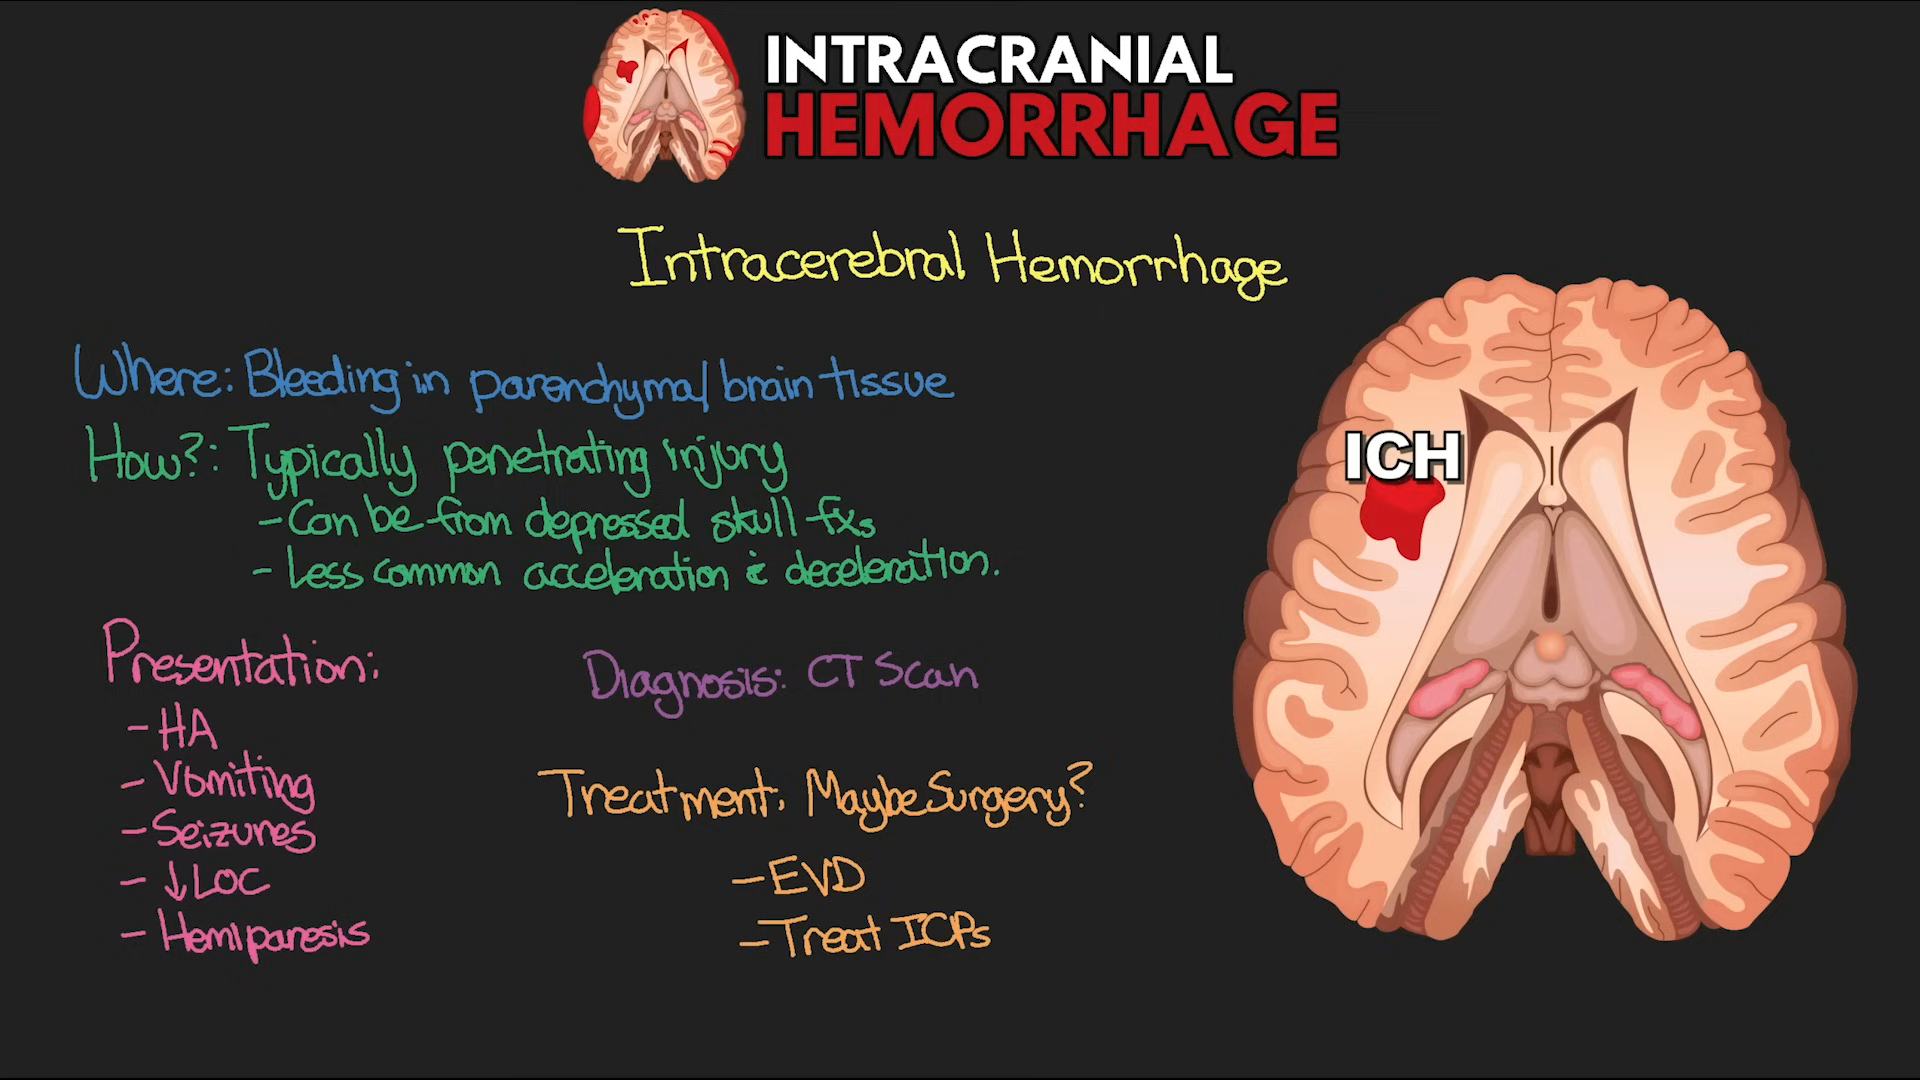 INTRACRANIAL
HEMORRHAGE
Intracerebral Hemorrhage
Where: Bleeding in parenchyma/brain tissue
How?: Typically penetrating injury
- Can be from depressed skull fxs
- Less common acceleration & deceleration.
Presentation:
- HA
- Vomiting
- Seizures
- ↓LOC
- Hemiparesis
Diagnosis: CT Scan
Treatment: Maybe Surgery?
- EVD
- Treat ICPs
ICH